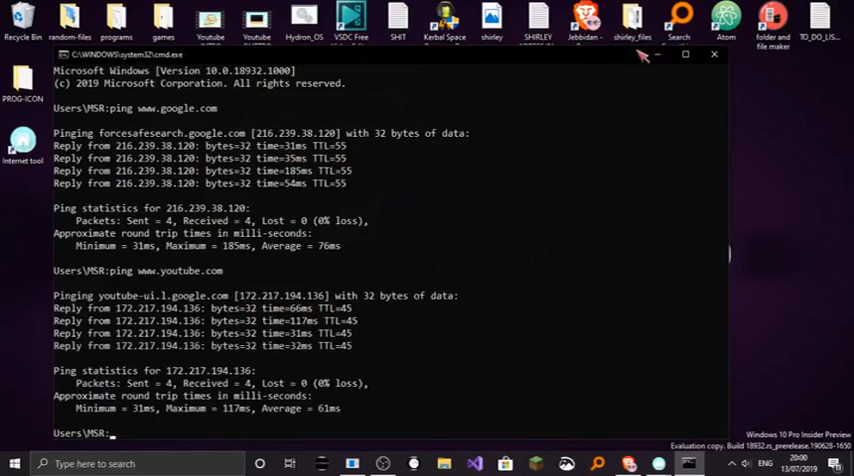 Recycle Bin
random-files
programs
games
Youtube
Youtube
Hydron_OS
VSDC Free
SHIT
Kerbal Space
shirley
SHIRLEY
Jebbidan -
shirley_files
Search
Atom
folder and
file maker
TO_DO_LIS...
PROG-ICON
Internet tool
C:\WINDOWS\system32\cmd.exe
Microsoft Windows [Version 10.0.18932.1000]
(c) 2019 Microsoft Corporation. All rights reserved.
Users\MSR:ping www.google.com
Pinging forcesafesearch.google.com [216.239.38.120] with 32 bytes of data:
Reply from 216.239.38.120: bytes=32 time=31ms TTL=55
Reply from 216.239.38.120: bytes=32 time=35ms TTL=55
Reply from 216.239.38.120: bytes=32 time=185ms TTL=55
Reply from 216.239.38.120: bytes=32 time=54ms TTL=55
Ping statistics for 216.239.38.120:
Packets: Sent = 4, Received = 4, Lost = 0 (0% loss),
Approximate round trip times in milli-seconds:
Minimum = 31ms, Maximum = 185ms, Average = 76ms
Users\MSR:ping www.youtube.com
Pinging youtube-ui.l.google.com [172.217.194.136] with 32 bytes of data:
Reply from 172.217.194.136: bytes=32 time=66ms TTL=45
Reply from 172.217.194.136: bytes=32 time=117ms TTL=45
Reply from 172.217.194.136: bytes=32 time=31ms TTL=45
Reply from 172.217.194.136: bytes=32 time=32ms TTL=45
Ping statistics for 172.217.194.136:
Packets: Sent = 4, Received = 4, Lost = 0 (0% loss),
Approximate round trip times in milli-seconds:
Minimum = 31ms, Maximum = 117ms, Average = 61ms
Users\MSR:
Windows 10 Pro Insider Preview
Evaluation copy. Build 18932.rs_prerelease.190628-1650
Type here to search
ENG
20:00
13/07/2019